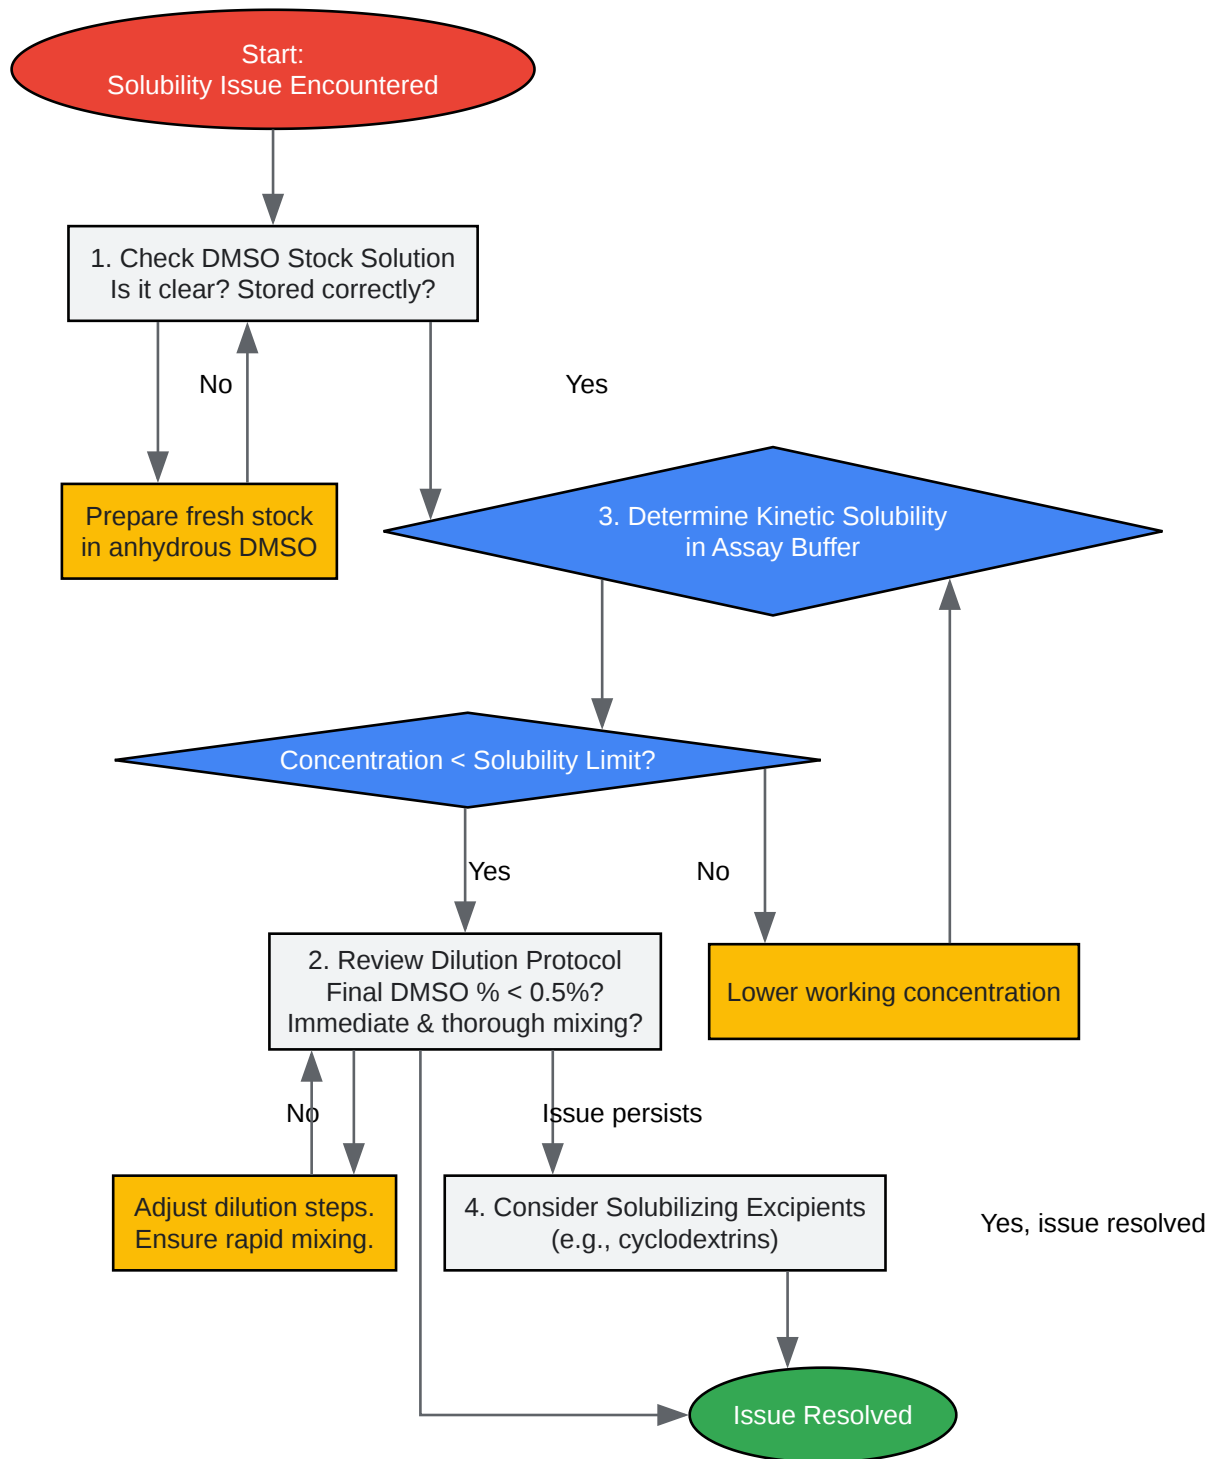 Start:
Solubility Issue Encountered
1. Check DMSO Stock Solution
Is it clear? Stored correctly?
No
Yes
Prepare fresh stock
in anhydrous DMSO
3. Determine Kinetic Solubility
in Assay Buffer
Concentration < Solubility Limit?
Yes
No
2. Review Dilution Protocol
Final DMSO % < 0.5%?
Immediate & thorough mixing?
Lower working concentration
No
Issue persists
Adjust dilution steps.
Ensure rapid mixing.
4. Consider Solubilizing Excipients
(e.g., cyclodextrins)
Yes, issue resolved
Issue Resolved